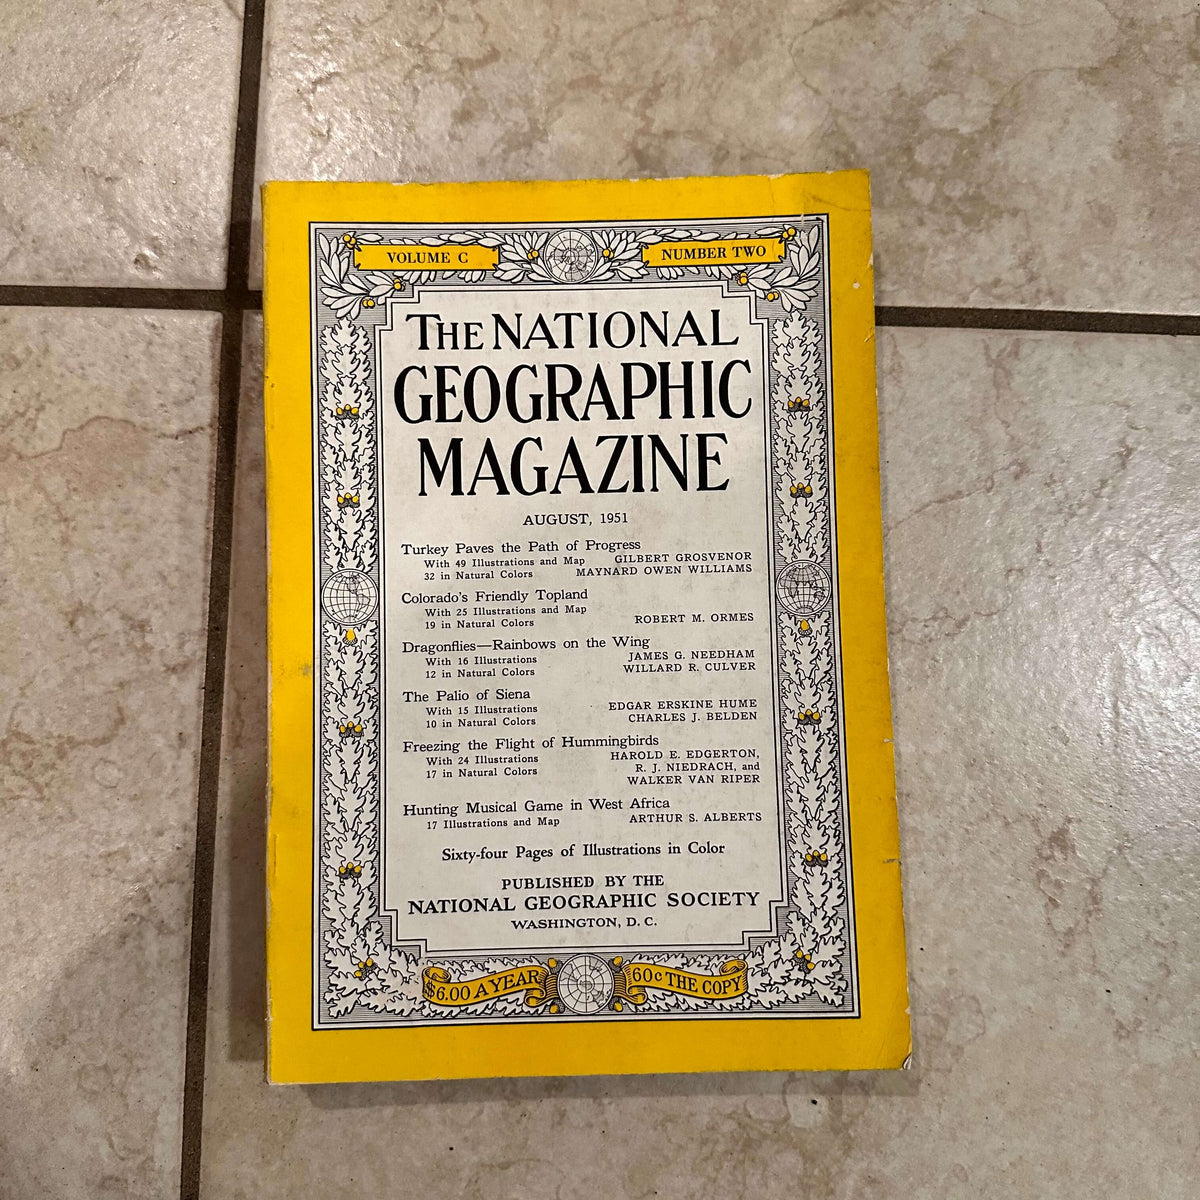 VOLUME C
NUMBER TWO
THE NATIONAL
GEOGRAPHIC
MAGAZINE
AUGUST, 1951
Turkey Paves the Path of Progress
With 49 Illustrations and Map GILBERT GROSVENOR
32 in Natural Colors MAYNARD OWEN WILLIAMS
Colorado's Friendly Topland
With 25 Illustrations and Map
19 in Natural Colors ROBERT M. ORMES
Dragonflies—Rainbows on the Wing
With 16 Illustrations JAMES G. NEEDHAM
12 in Natural Colors WILLARD R. CULVER
The Palio of Siena
With 15 Illustrations EDGAR ERSKINE HUME
10 in Natural Colors CHARLES J. BELDEN
Freezing the Flight of Hummingbirds
With 24 Illustrations HAROLD E. EDGERTON,
17 in Natural Colors R. J. NIEDRACH, and
WALKER VAN RIPER
Hunting Musical Game in West Africa
17 Illustrations and Map ARTHUR S. ALBERTS
Sixty-four Pages of Illustrations in Color
PUBLISHED BY THE
NATIONAL GEOGRAPHIC SOCIETY
WASHINGTON, D. C.
$6.00 A YEAR
60c THE COPY